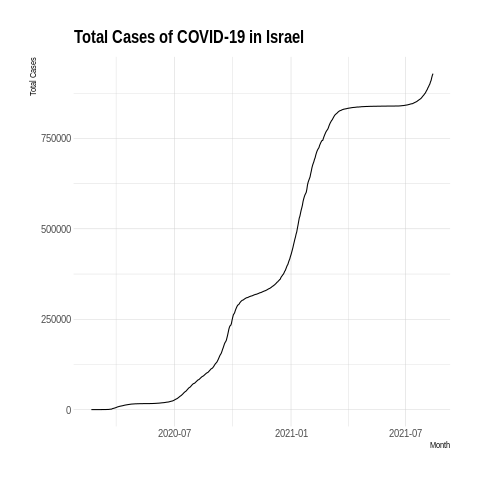 Total Cases of COVID-19 in Israel
Total Cases
750000
500000
250000
0
2020-07 2021-01 2021-07
Month